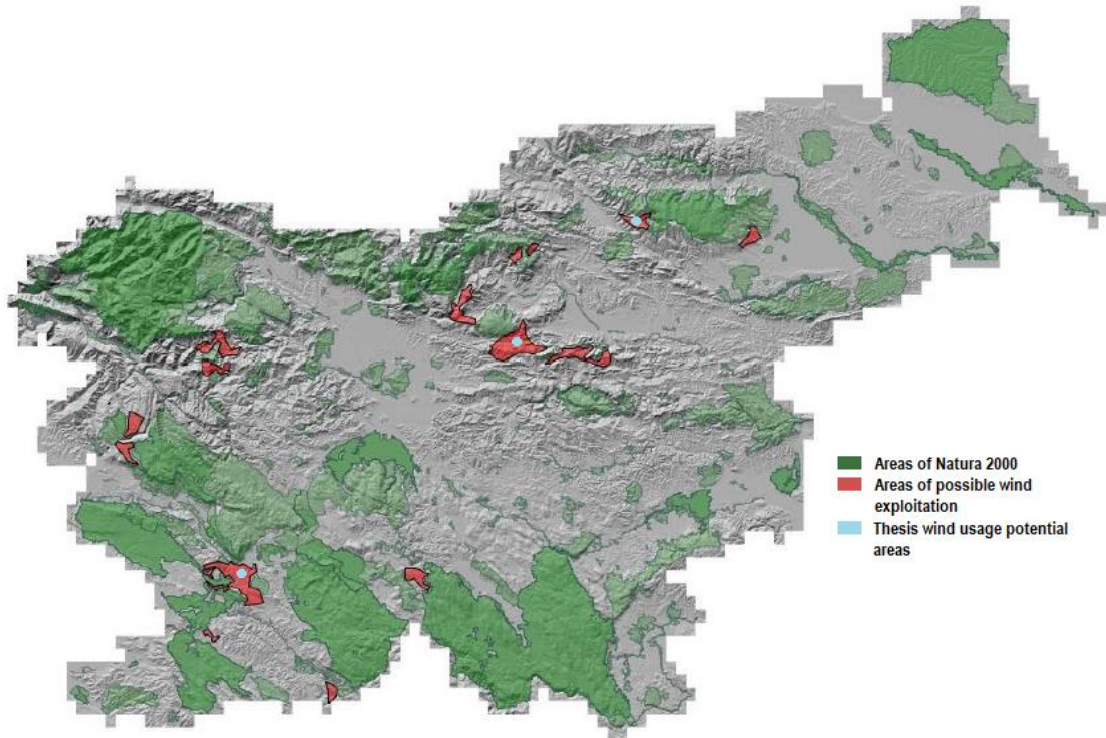 Areas of Natura 2000
Areas of possible wind
exploitation
Thesis wind usage potential
areas